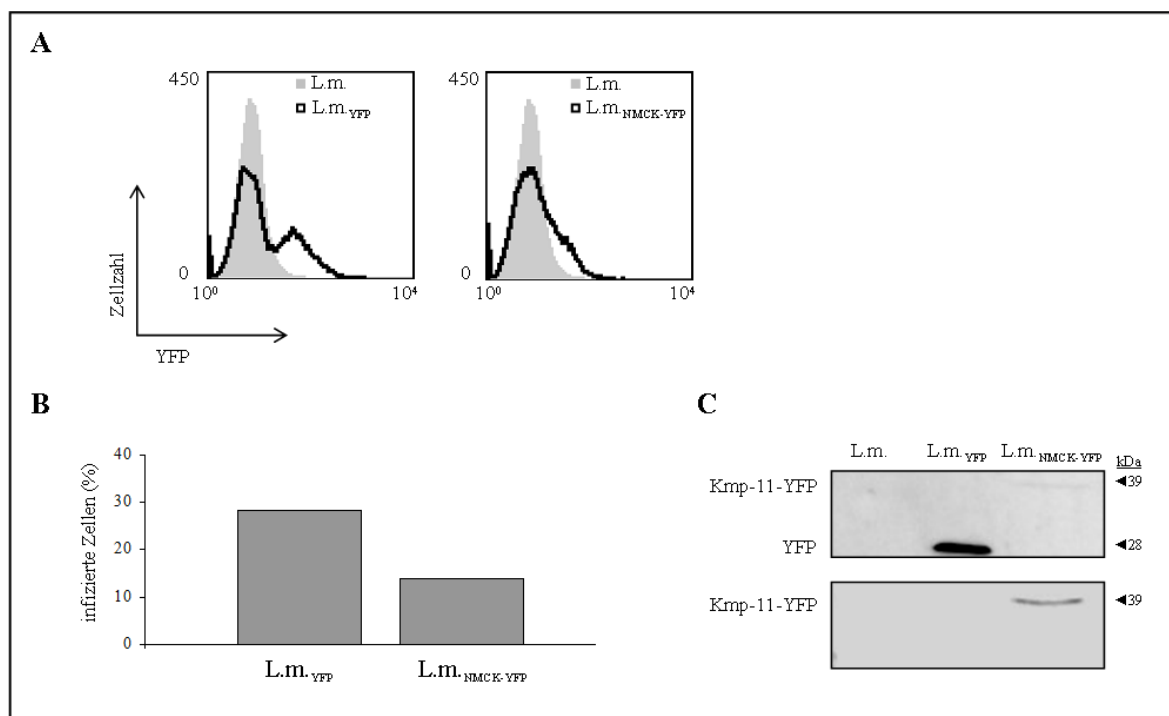 A
450
L.m.
L.m.YFP
0
10⁰ 10⁴
450
L.m.
L.m.NMCK-YFP
0
10⁰ 10⁴
Zellzahl
YFP
B
infizierte Zellen (%)
40
30
20
10
0
L.m.YFP L.m.NMCK-YFP
C
L.m. L.m.YFP L.m.NMCK-YFP kDa
Kmp-11-YFP ◄39
YFP ◄28
Kmp-11-YFP ◄39